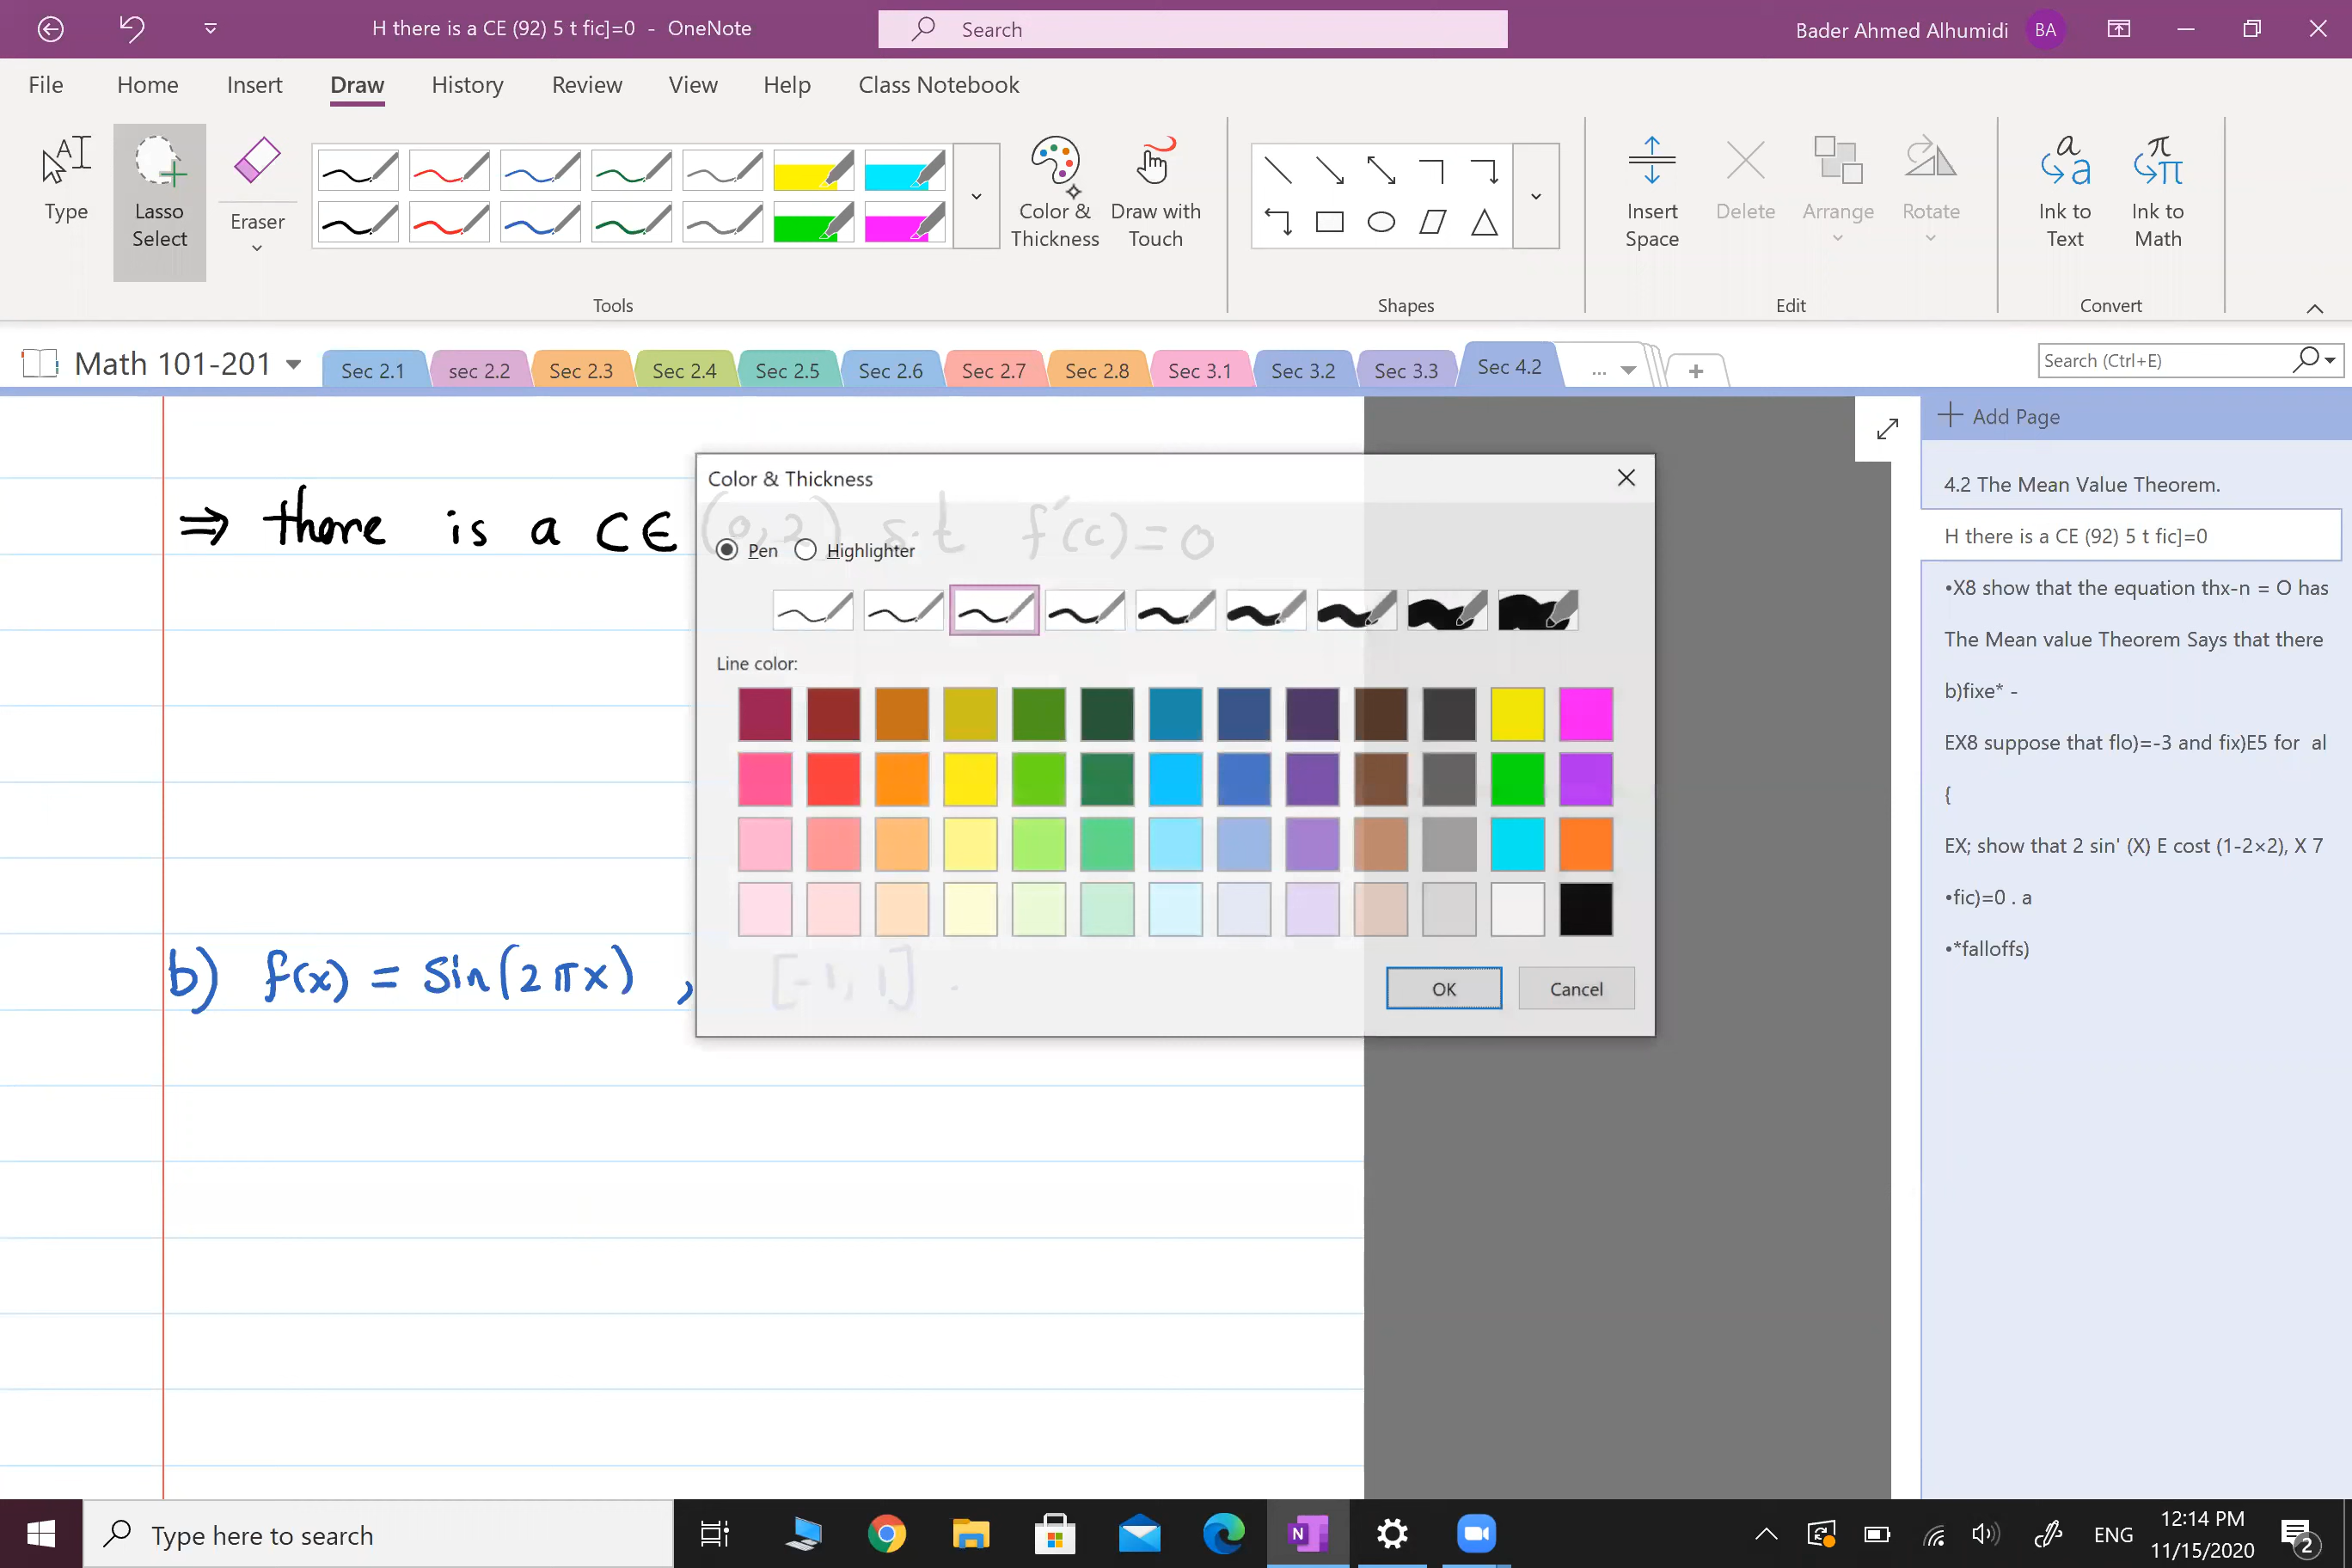 H there is a CE (92) 5 t fic]=0 - OneNote
Search
Bader Ahmed Alhumidi BA
File Home Insert Draw History Review View Help Class Notebook
Type
Lasso Select
Eraser
Color & Thickness
Draw with Touch
Insert Space
Delete
Arrange
Rotate
Ink to Text
Ink to Math
Tools
Shapes
Edit
Convert
Math 101-201
Sec 2.1 sec 2.2 Sec 2.3 Sec 2.4 Sec 2.5 Sec 2.6 Sec 2.7 Sec 2.8 Sec 3.1 Sec 3.2 Sec 3.3 Sec 4.2 ... +
Search (Ctrl+E)
Add Page
4.2 The Mean Value Theorem.
H there is a CE (92) 5 t fic]=0
•X8 show that the equation thx-n = O has
The Mean value Theorem Says that there
b)fixe* -
EX8 suppose that flo)=-3 and fix)E5 for al
{
EX; show that 2 sin' (X) E cost (1-2×2), X 7
•fic)=0 . a
•*falloffs)
⇒ there is a C∈ (0,2) s.t f'(c)=0
Color & Thickness
Pen Highlighter
Line color:
OK Cancel
b) f(x) = sin(2πx) , [-1, 1] .
Type here to search
ENG
12:14 PM
11/15/2020
2